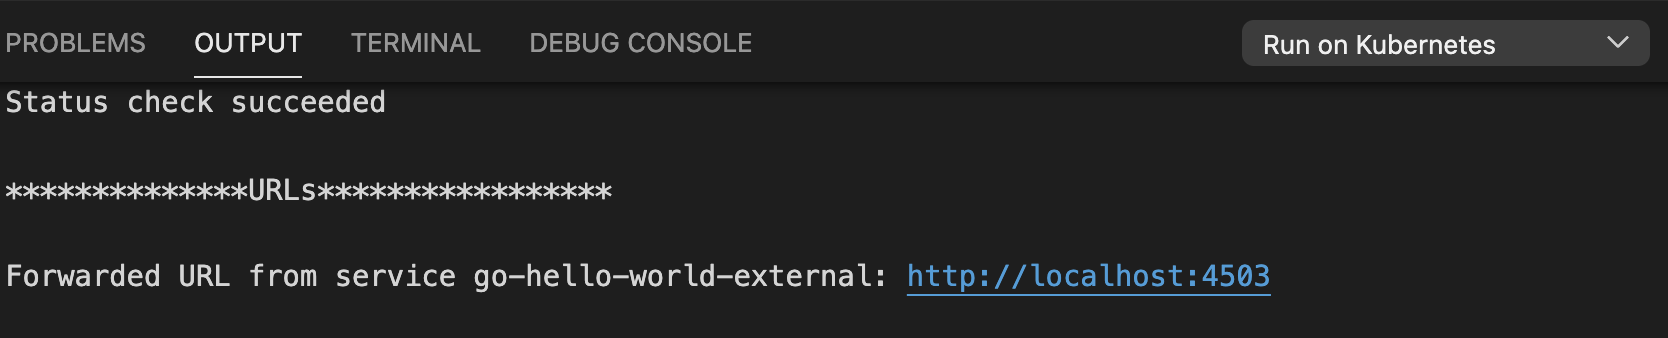 PROBLEMS OUTPUT TERMINAL DEBUG CONSOLE Run on Kubernetes
Status check succeeded
**************URLs*****************
Forwarded URL from service go-hello-world-external: http://localhost:4503